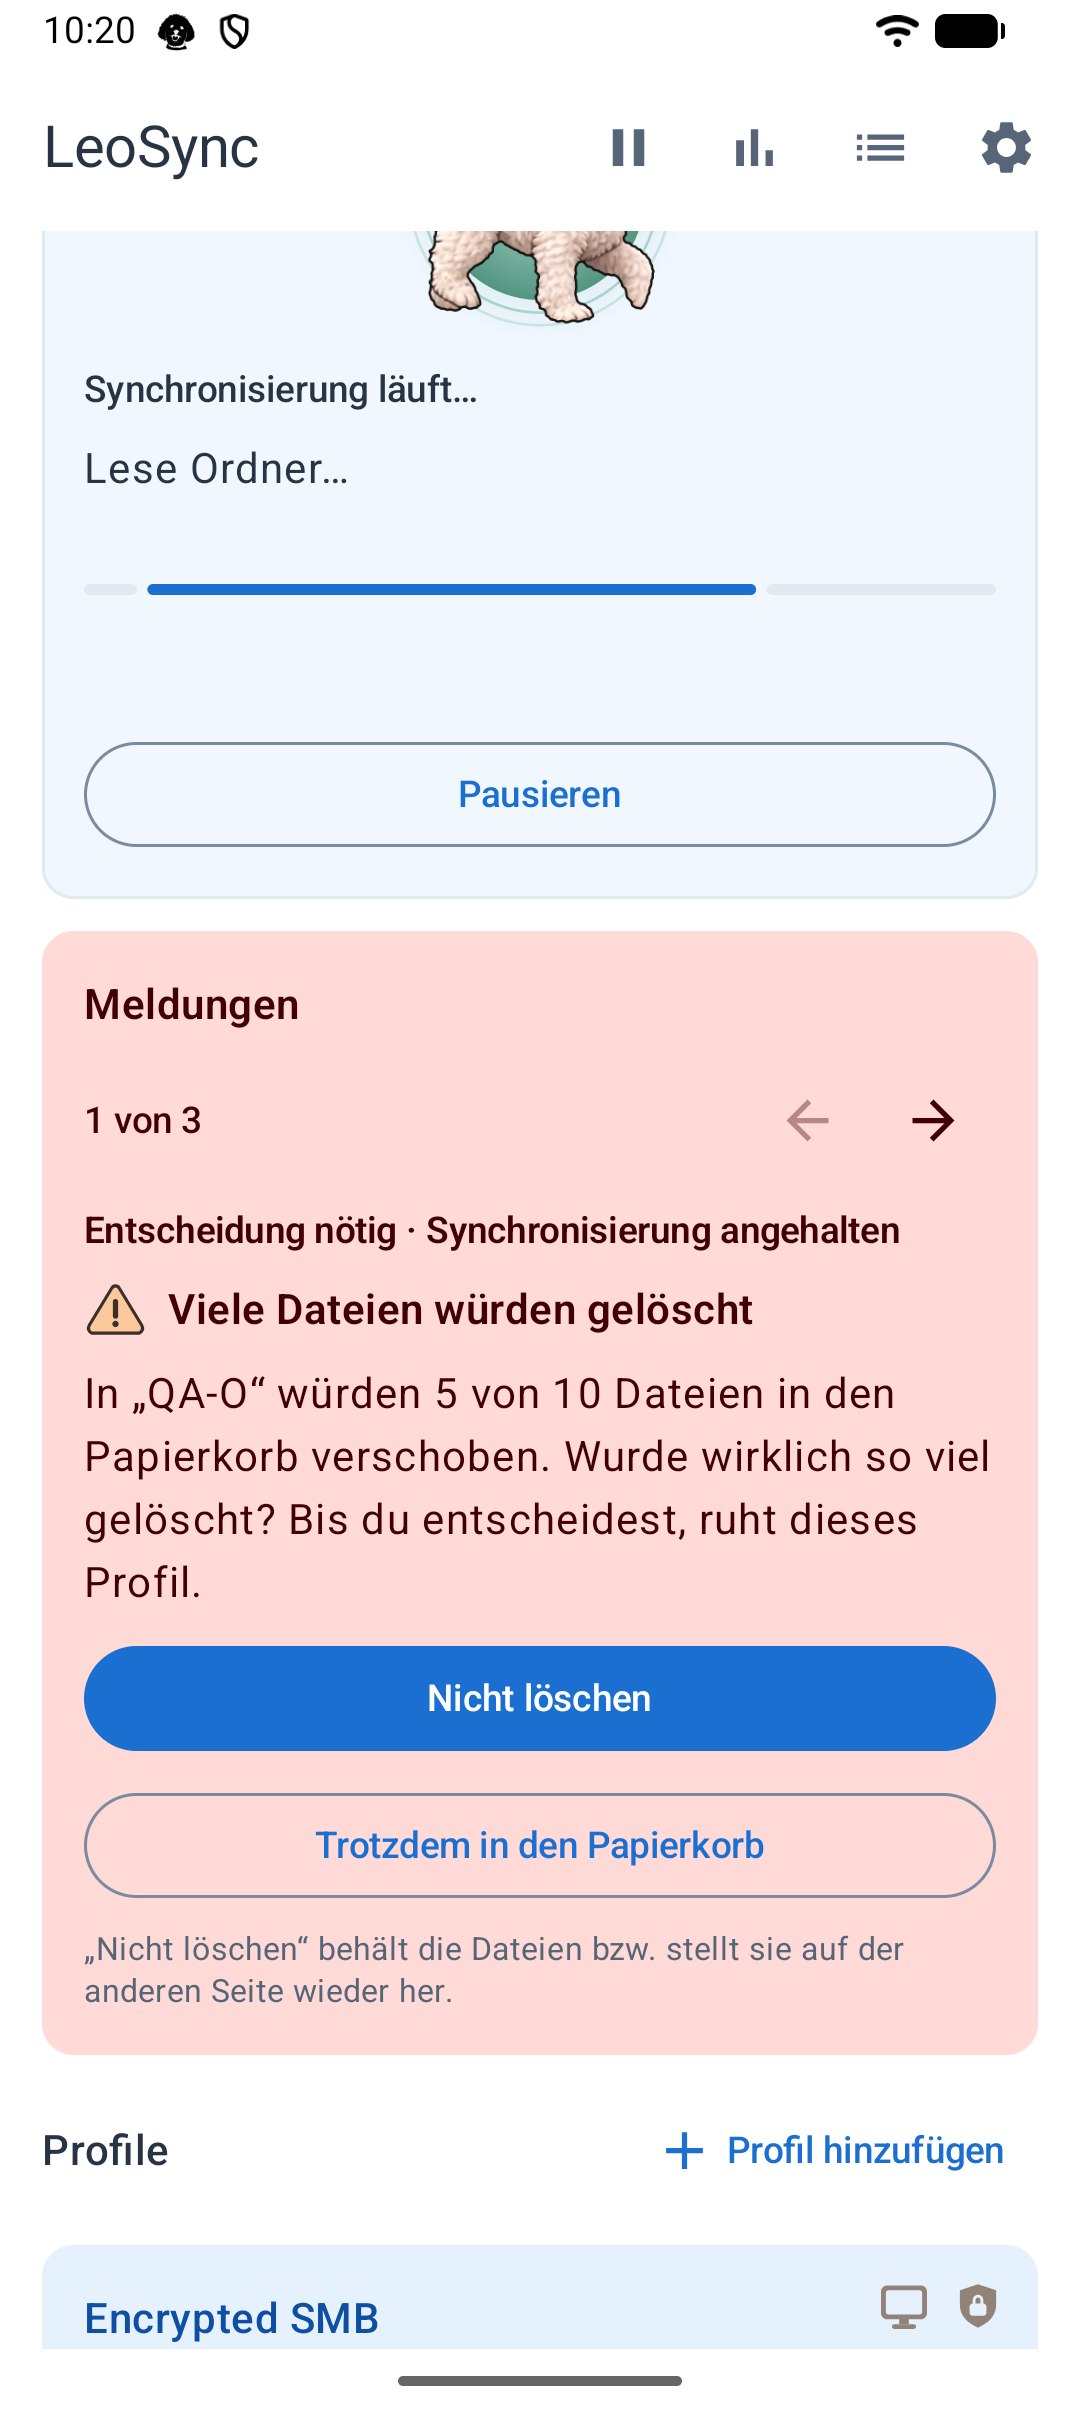 10:20
LeoSync
Synchronisierung läuft…
Lese Ordner…
Pausieren
Meldungen
1 von 3
Entscheidung nötig · Synchronisierung angehalten
Viele Dateien würden gelöscht
In „QA-O“ würden 5 von 10 Dateien in den
Papierkorb verschoben. Wurde wirklich so viel
gelöscht? Bis du entscheidest, ruht dieses
Profil.
Nicht löschen
Trotzdem in den Papierkorb
„Nicht löschen“ behält die Dateien bzw. stellt sie auf der
anderen Seite wieder her.
Profile
Profil hinzufügen
Encrypted SMB